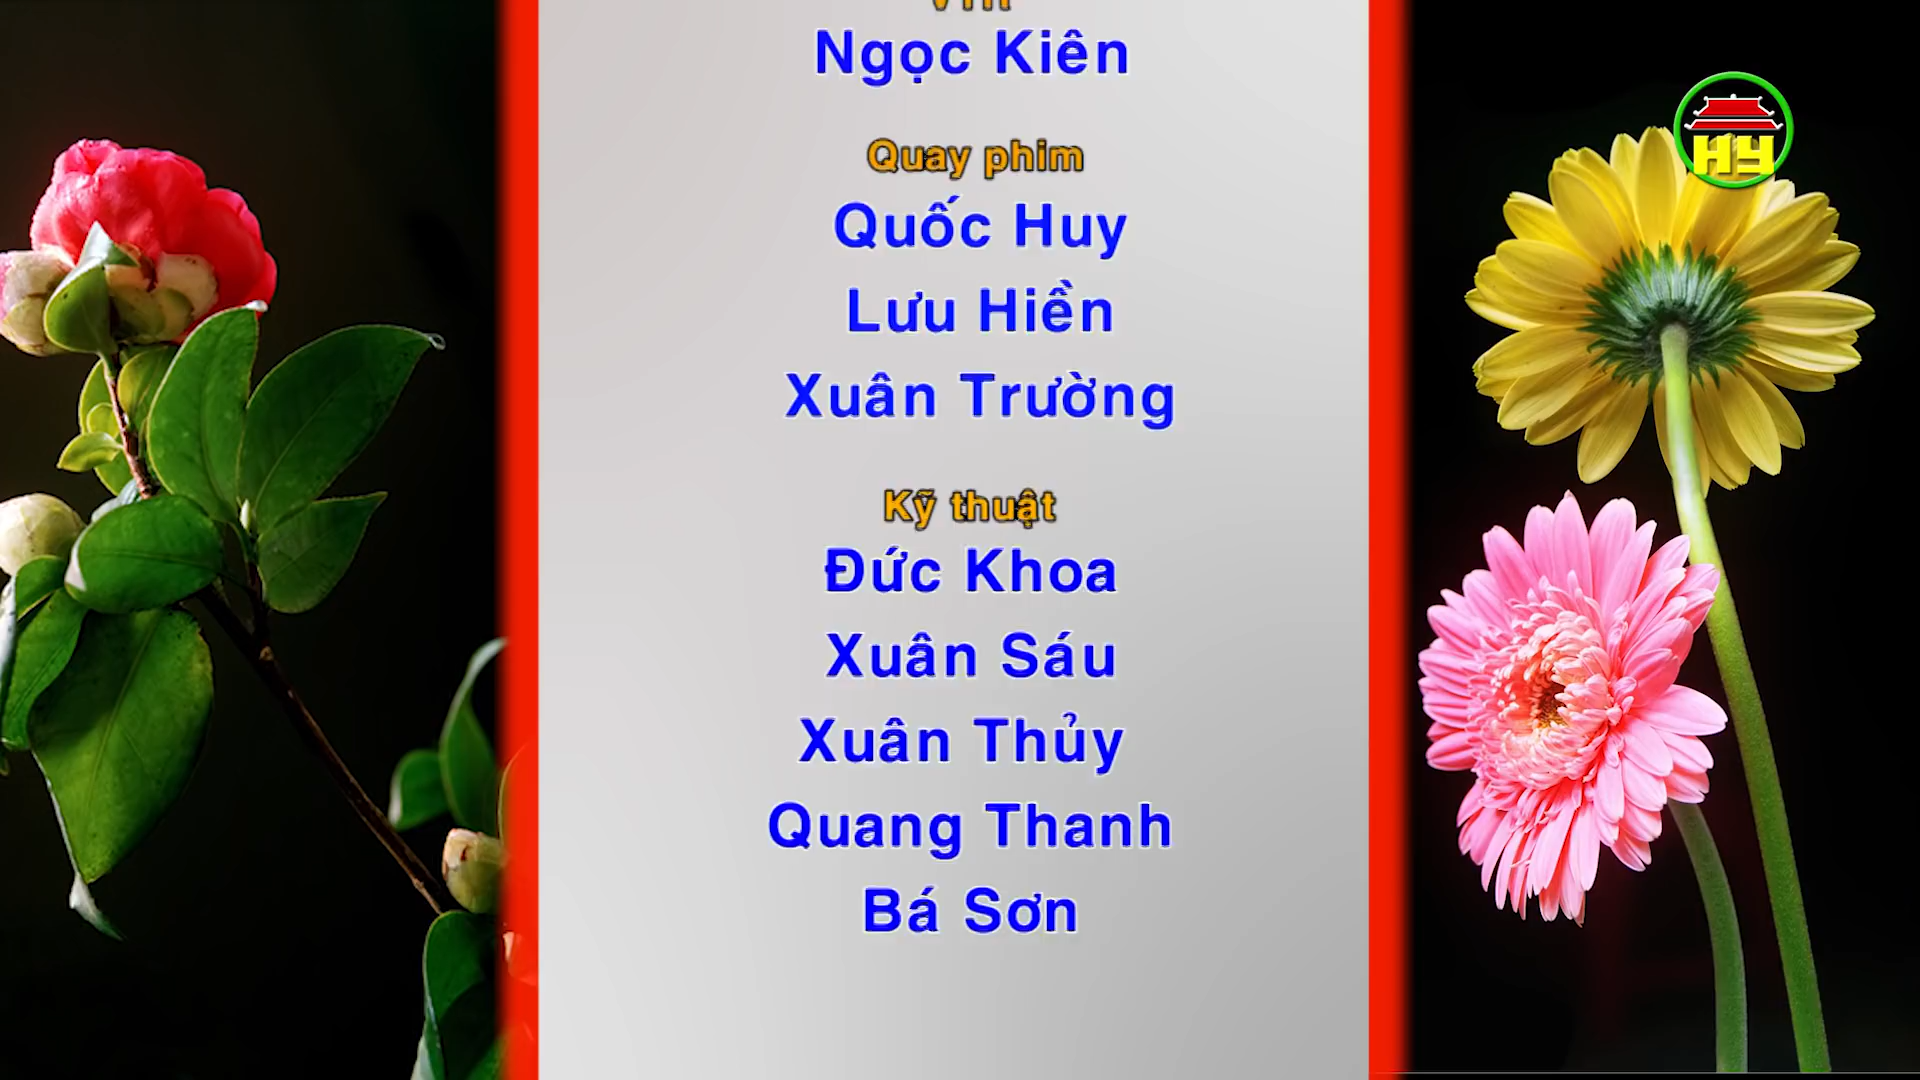 Ngọc Kiên
HY
Quay phim
Quốc Huy
Lưu Hiền
Xuân Trường
Kỹ thuật
Đức Khoa
Xuân Sáu
Xuân Thủy
Quang Thanh
Bá Sơn